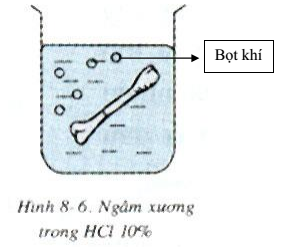 Bọt khí
Hình 8-6. Ngâm xương
trong HCl 10%